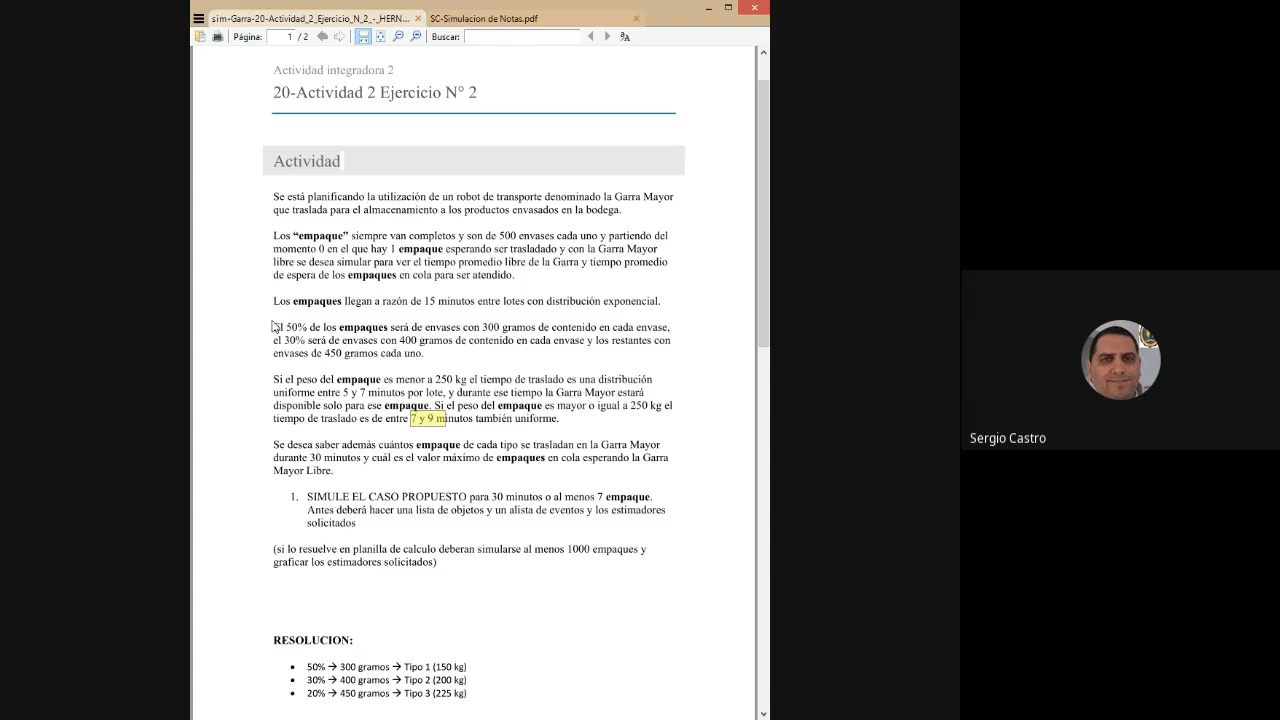 sim-Garra-20-Actividad_2_Ejercicio_N_2_-_HERN...
SC-Simulacion de Notas.pdf
Página: 1 / 2
Buscar:
Actividad integradora 2
20-Actividad 2 Ejercicio N° 2
Actividad
Se está planificando la utilización de un robot de transporte denominado la Garra Mayor
que traslada para el almacenamiento a los productos envasados en la bodega.
Los “empaque” siempre van completos y son de 500 envases cada uno y partiendo del
momento 0 en el que hay 1 empaque esperando ser trasladado y con la Garra Mayor
libre se desea simular para ver el tiempo promedio libre de la Garra y tiempo promedio
de espera de los empaques en cola para ser atendido.
Los empaques llegan a razón de 15 minutos entre lotes con distribución exponencial.
El 50% de los empaques será de envases con 300 gramos de contenido en cada envase,
el 30% será de envases con 400 gramos de contenido en cada envase y los restantes con
envases de 450 gramos cada uno.
Si el peso del empaque es menor a 250 kg el tiempo de traslado es una distribución
uniforme entre 5 y 7 minutos por lote, y durante ese tiempo la Garra Mayor estará
disponible solo para ese empaque. Si el peso del empaque es mayor o igual a 250 kg el
tiempo de traslado es de entre 7 y 9 minutos también uniforme.
Se desea saber además cuántos empaque de cada tipo se trasladan en la Garra Mayor
durante 30 minutos y cuál es el valor máximo de empaques en cola esperando la Garra
Mayor Libre.
1. SIMULE EL CASO PROPUESTO para 30 minutos o al menos 7 empaque.
Antes deberá hacer una lista de objetos y un alista de eventos y los estimadores
solicitados
(si lo resuelve en planilla de calculo deberan simularse al menos 1000 empaques y
graficar los estimadores solicitados)
RESOLUCION:
• 50% → 300 gramos → Tipo 1 (150 kg)
• 30% → 400 gramos → Tipo 2 (200 kg)
• 20% → 450 gramos → Tipo 3 (225 kg)
Sergio Castro